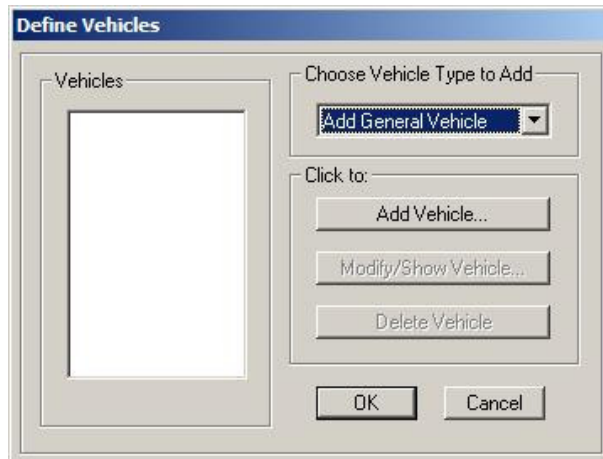 Define Vehicles
Vehicles
Choose Vehicle Type to Add
Add General Vehicle
Click to:
Add Vehicle...
Modify/Show Vehicle...
Delete Vehicle
OK
Cancel